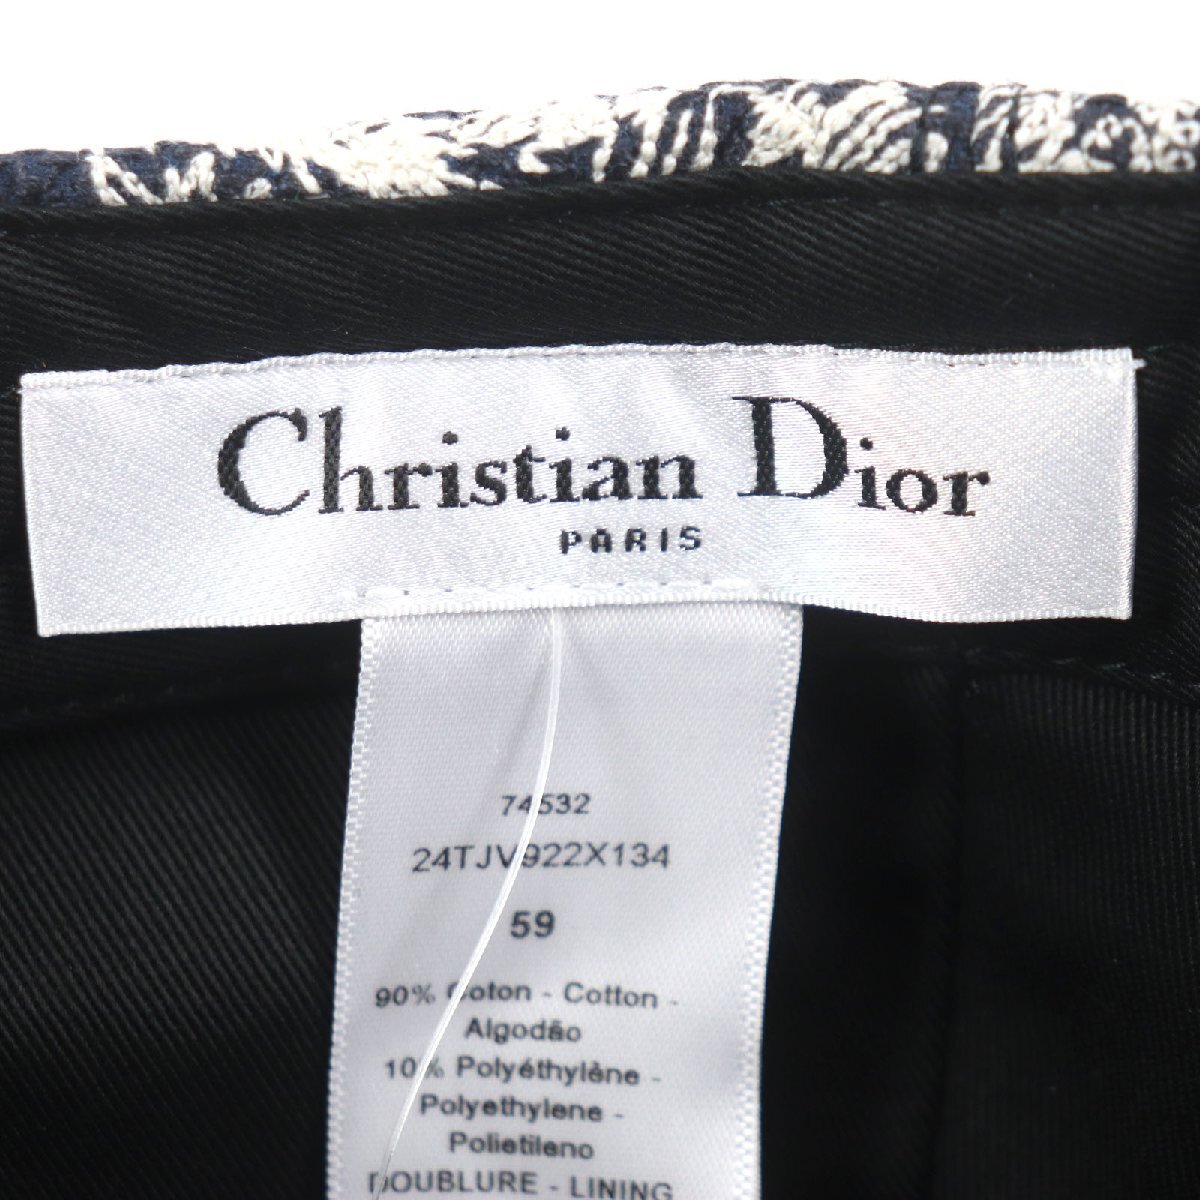 Christian Dior
PARIS
74532
24TJV922X134
59
90% Coton - Cotton -
Algodão
10% Polyéthylène -
Polyethylene -
Polietileno
DOUBLURE - LINING